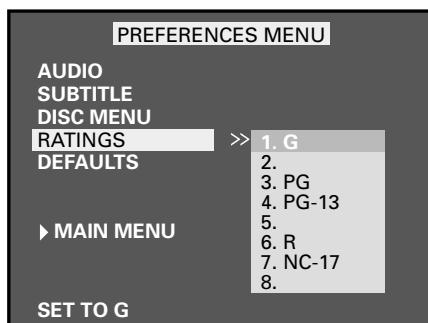 PREFERENCES MENU
AUDIO
SUBTITLE
DISC MENU
RATINGS >>
DEFAULTS
MAIN MENU
1. G
2.
3. PG
4. PG-13
5.
6. R
7. NC-17
8.
SET TO G